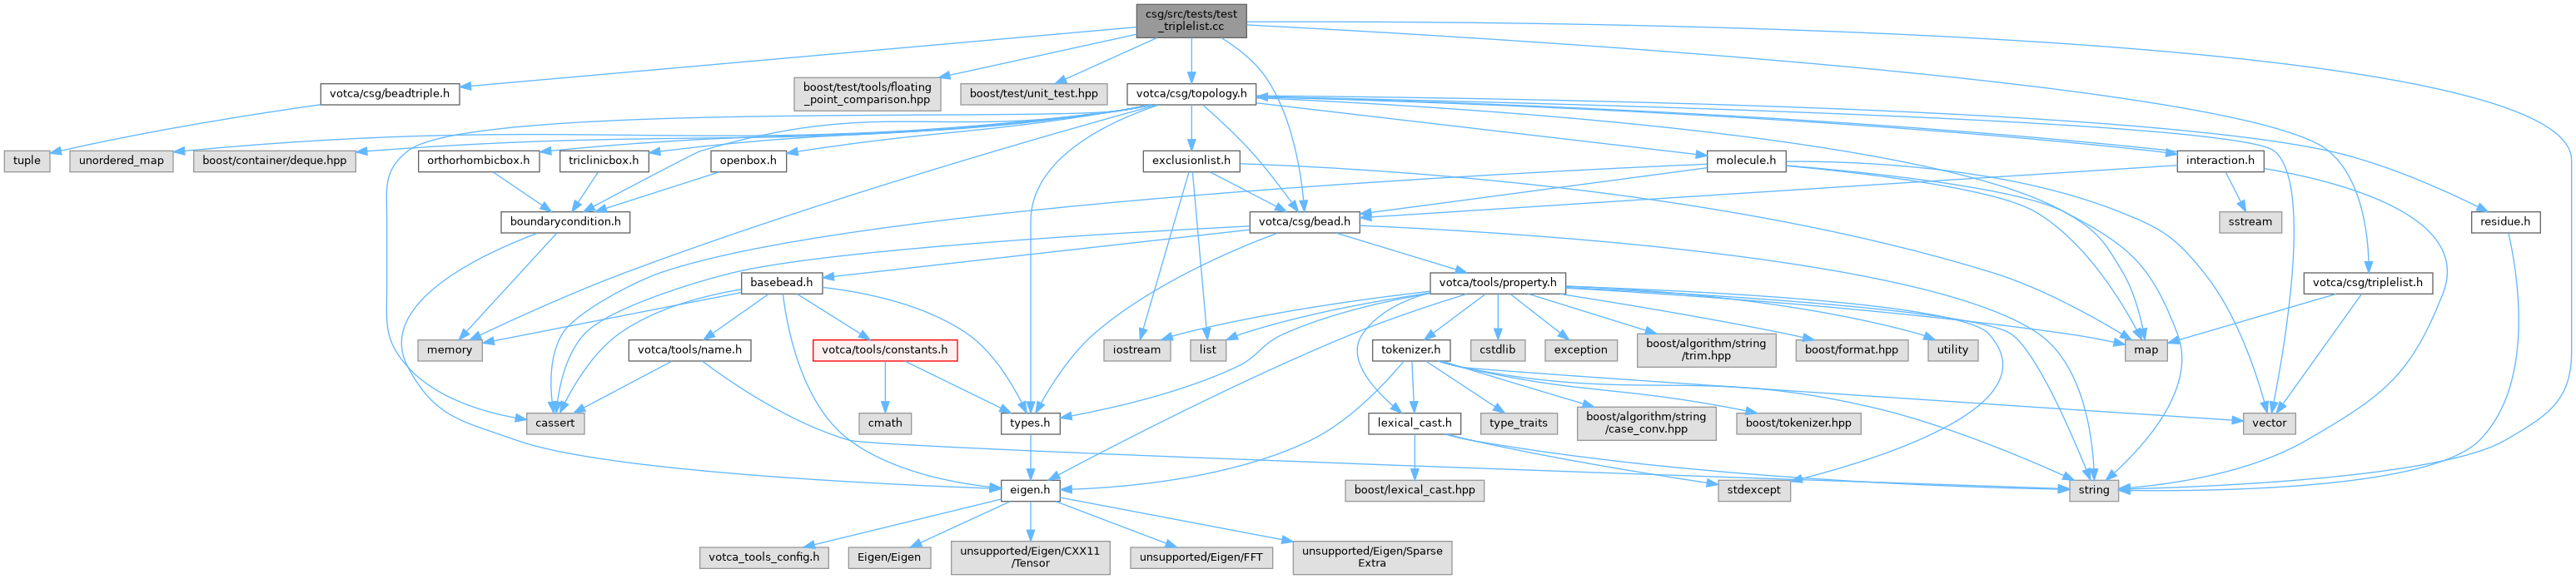 csg/src/tests/test
_triplelist.cc
votca/csg/beadtriple.h
boost/test/tools/floating
_point_comparison.hpp
boost/test/unit_test.hpp
votca/csg/topology.h
tuple
unordered_map
boost/container/deque.hpp
orthorhombicbox.h
triclinicbox.h
openbox.h
exclusionlist.h
molecule.h
interaction.h
boundarycondition.h
votca/csg/bead.h
sstream
residue.h
basebead.h
votca/tools/property.h
votca/csg/triplelist.h
memory
votca/tools/name.h
votca/tools/constants.h
iostream
list
tokenizer.h
cstdlib
exception
boost/algorithm/string
/trim.hpp
boost/format.hpp
utility
map
cassert
cmath
types.h
lexical_cast.h
type_traits
boost/algorithm/string
/case_conv.hpp
boost/tokenizer.hpp
vector
eigen.h
boost/lexical_cast.hpp
stdexcept
string
votca_tools_config.h
Eigen/Eigen
unsupported/Eigen/CXX11
/Tensor
unsupported/Eigen/FFT
unsupported/Eigen/Sparse
Extra